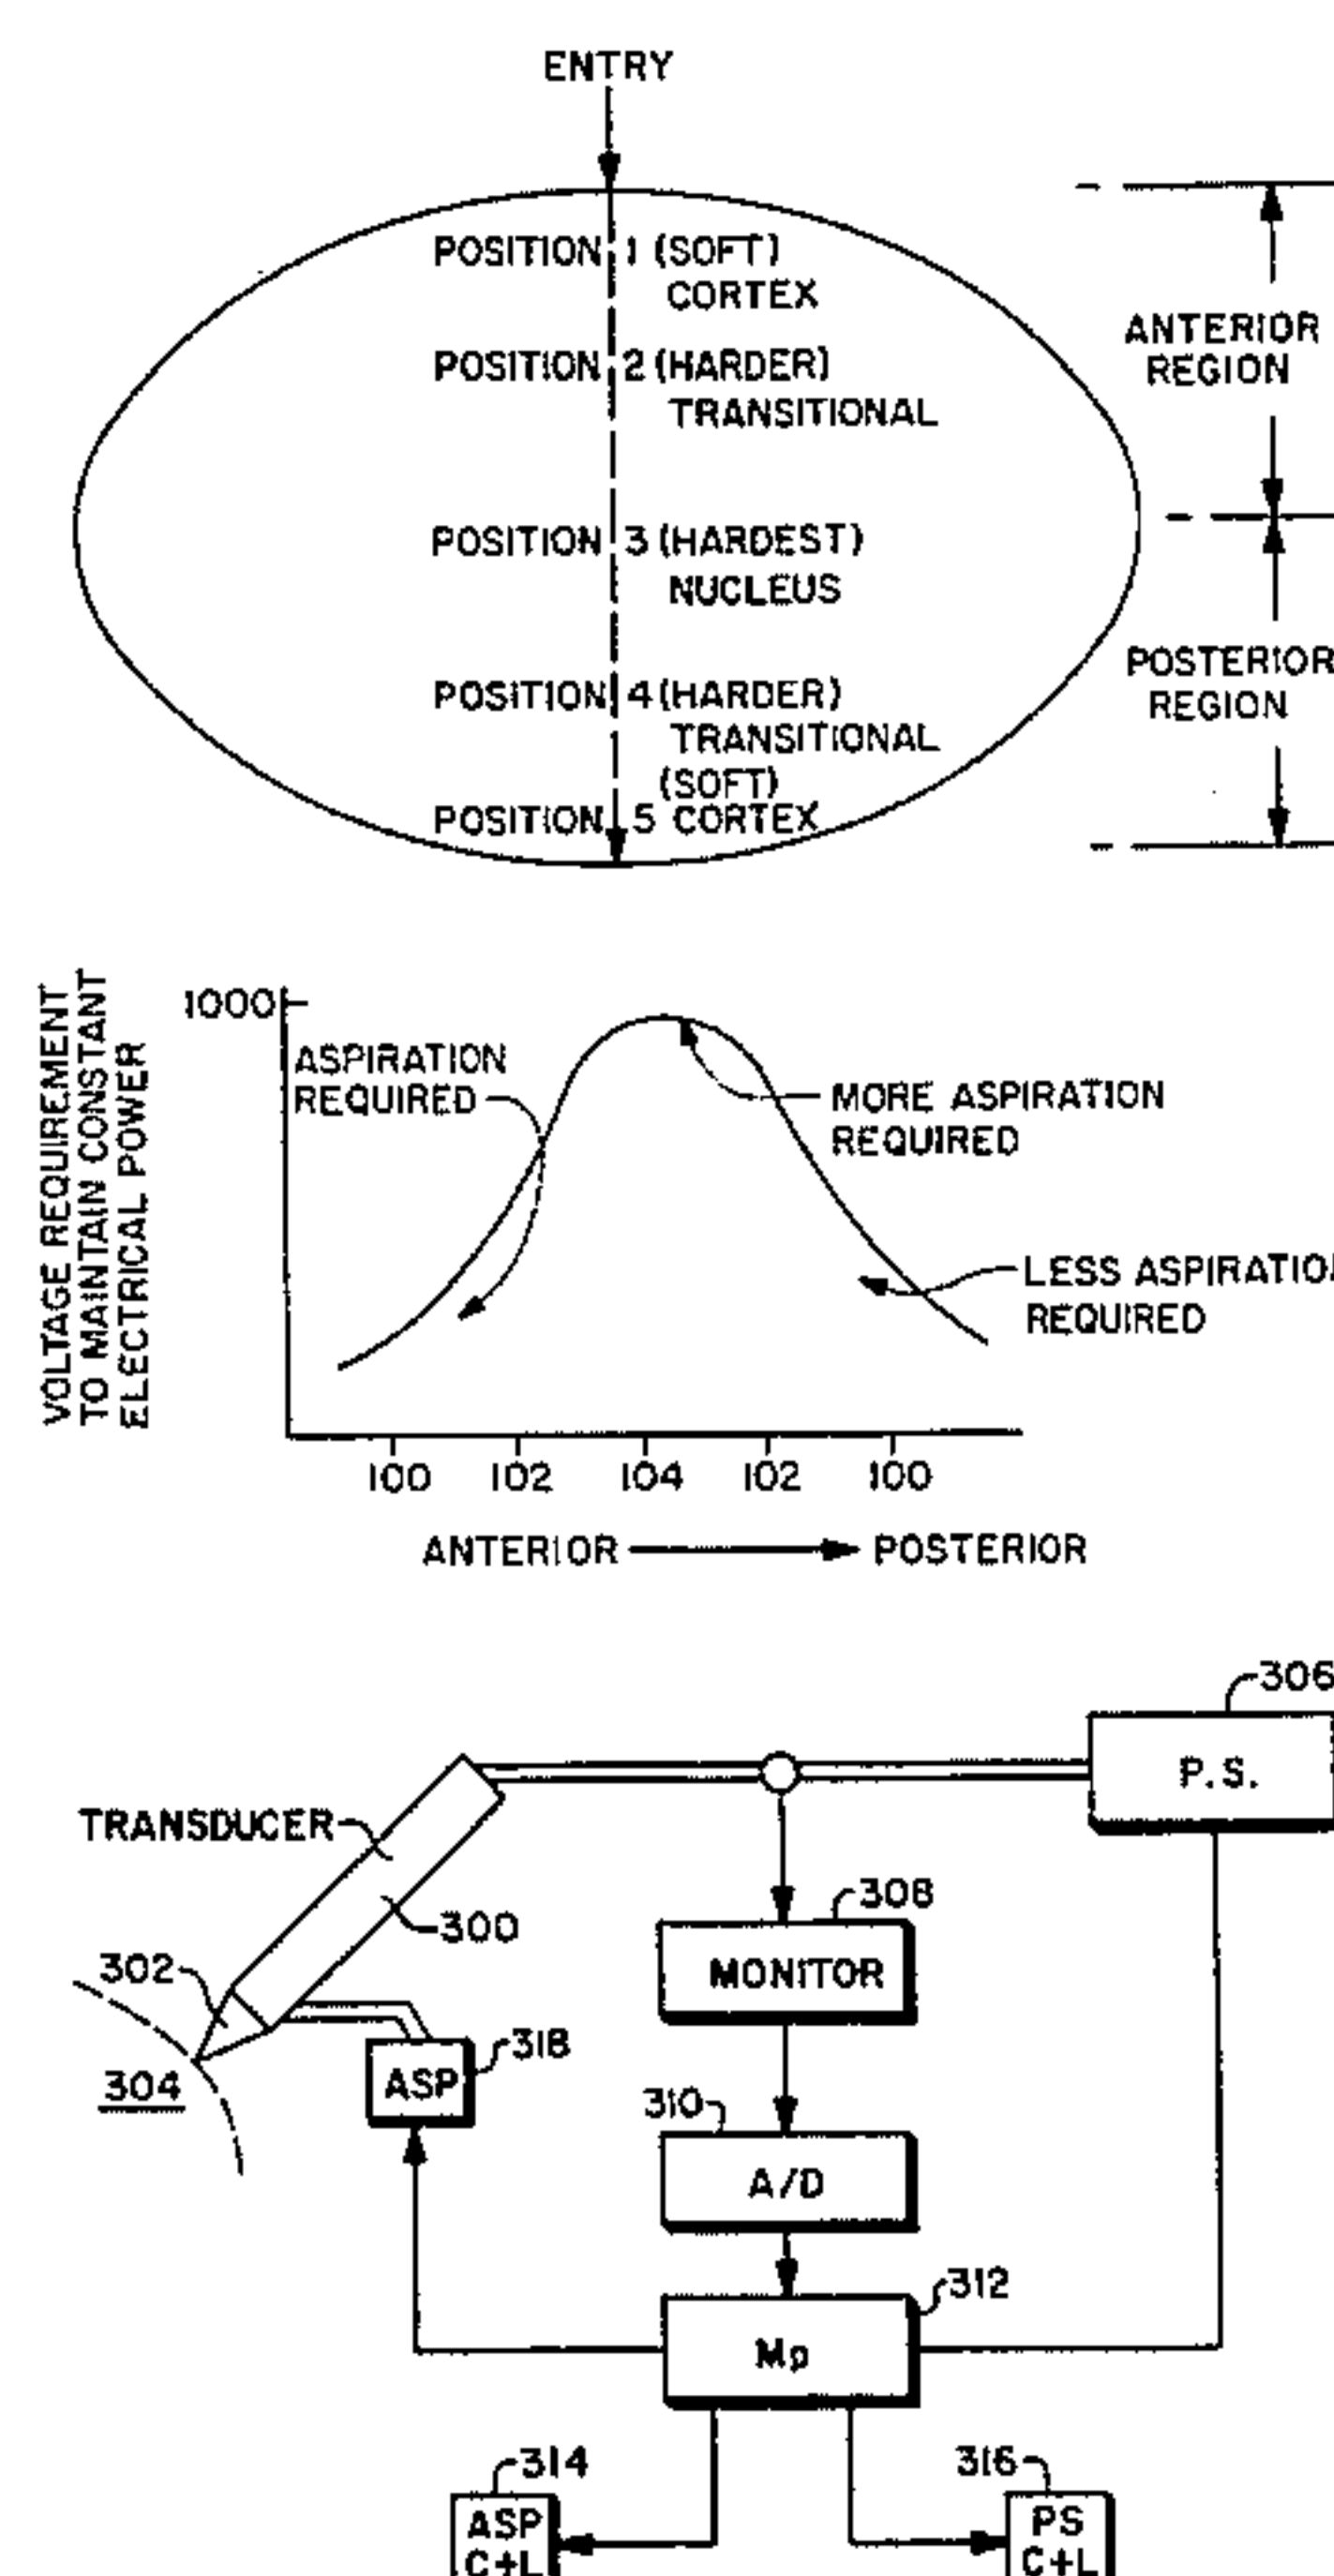 ENTRY
POSITION 1 (SOFT)
CORTEX
POSITION 2 (HARDER)
TRANSITIONAL
POSITION 3 (HARDEST)
NUCLEUS
POSITION 4 (HARDER)
TRANSITIONAL
(SOFT)
POSITION 5 CORTEX
ANTERIOR
REGION
POSTERIOR
REGION
VOLTAGE REQUIREMENT
TO MAINTAIN CONSTANT
ELECTRICAL POWER
1000
ASPIRATION
REQUIRED
MORE ASPIRATION
REQUIRED
LESS ASPIRATION
REQUIRED
100 102 104 102 100
ANTERIOR POSTERIOR
306
P.S.
TRANSDUCER
300
302
304
308
MONITOR
318
ASP
310
A/D
312
Mp
314
ASP
C+L
316
PS
C+L